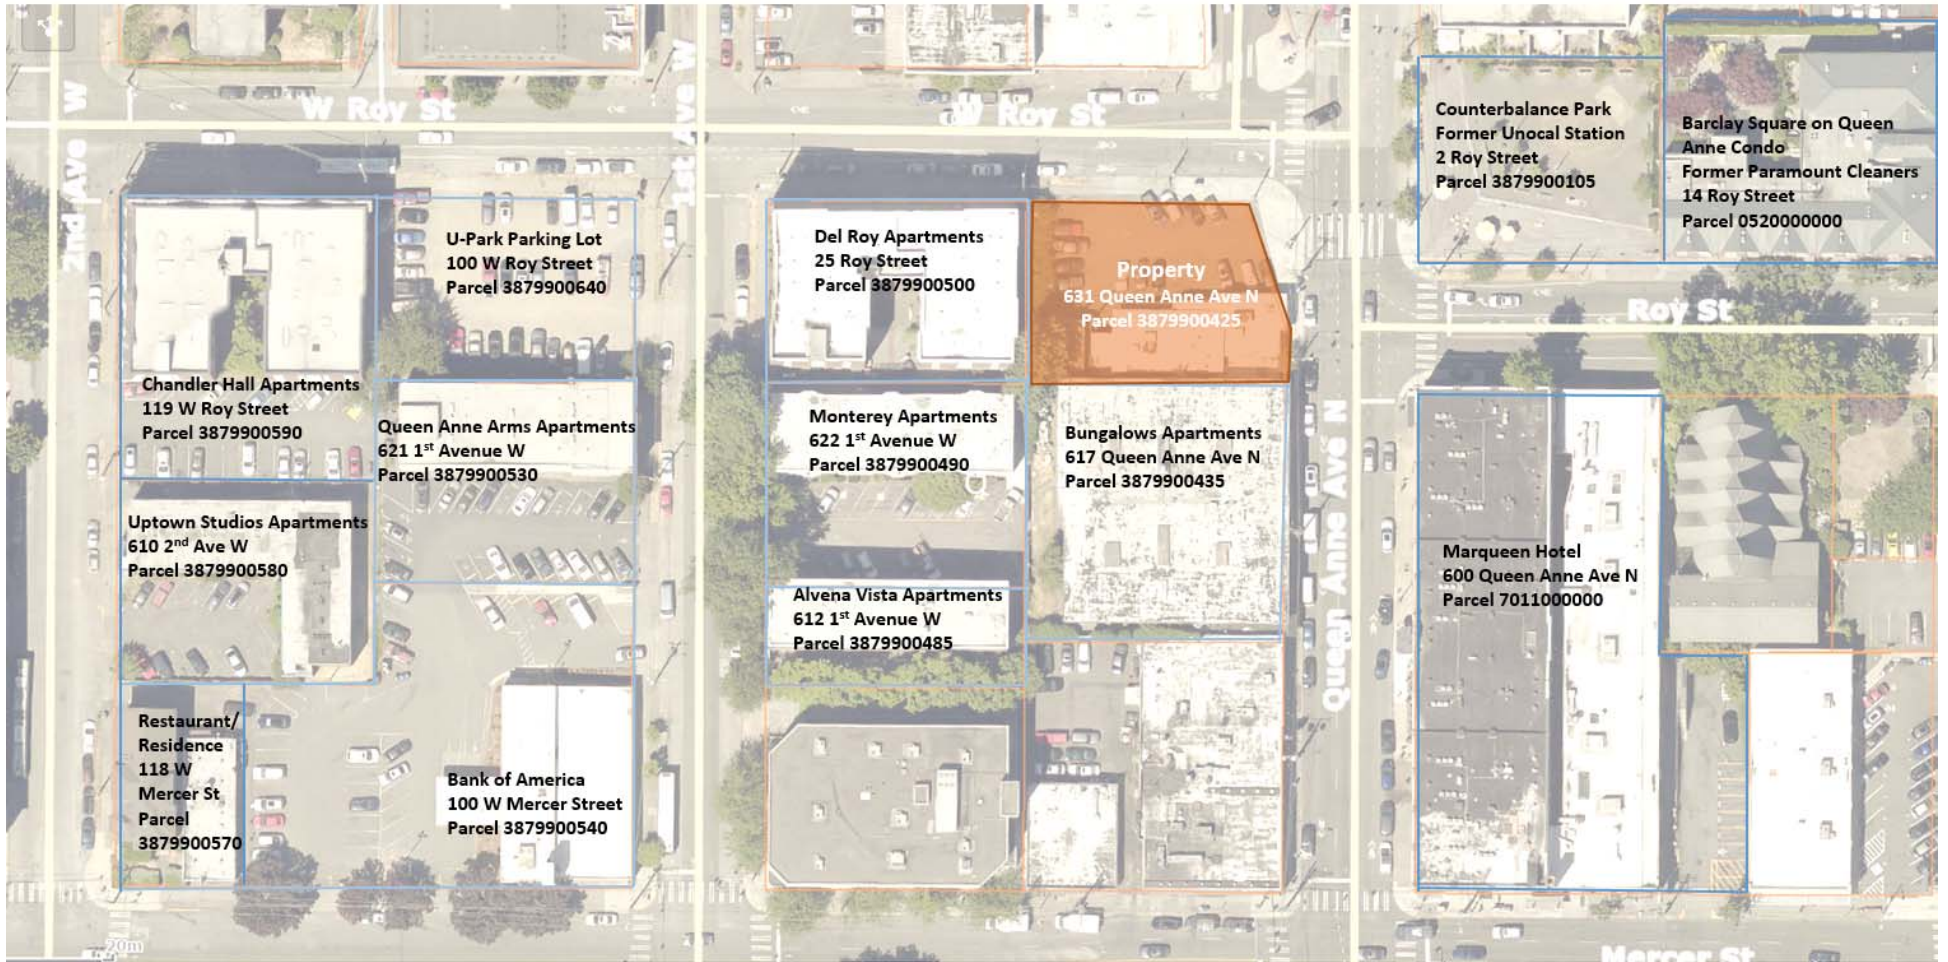 W Roy St
W Roy St
2nd Ave W
1st Ave W
Counterbalance Park
Former Unocal Station
2 Roy Street
Parcel 3879900105
Barclay Square on Queen
Anne Condo
Former Paramount Cleaners
14 Roy Street
Parcel 0520000000
U-Park Parking Lot
100 W Roy Street
Parcel 3879900640
Del Roy Apartments
25 Roy Street
Parcel 3879900500
Property
631 Queen Anne Ave N
Parcel 3879900425
Roy St
Chandler Hall Apartments
119 W Roy Street
Parcel 3879900590
Queen Anne Arms Apartments
621 1st Avenue W
Parcel 3879900530
Monterey Apartments
622 1st Avenue W
Parcel 3879900490
Bungalows Apartments
617 Queen Anne Ave N
Parcel 3879900435
Queen Anne Ave N
Uptown Studios Apartments
610 2nd Ave W
Parcel 3879900580
Marqueen Hotel
600 Queen Anne Ave N
Parcel 7011000000
Alvena Vista Apartments
612 1st Avenue W
Parcel 3879900485
Restaurant/
Residence
118 W
Mercer St
Parcel
3879900570
Bank of America
100 W Mercer Street
Parcel 3879900540
20m
Mercer St